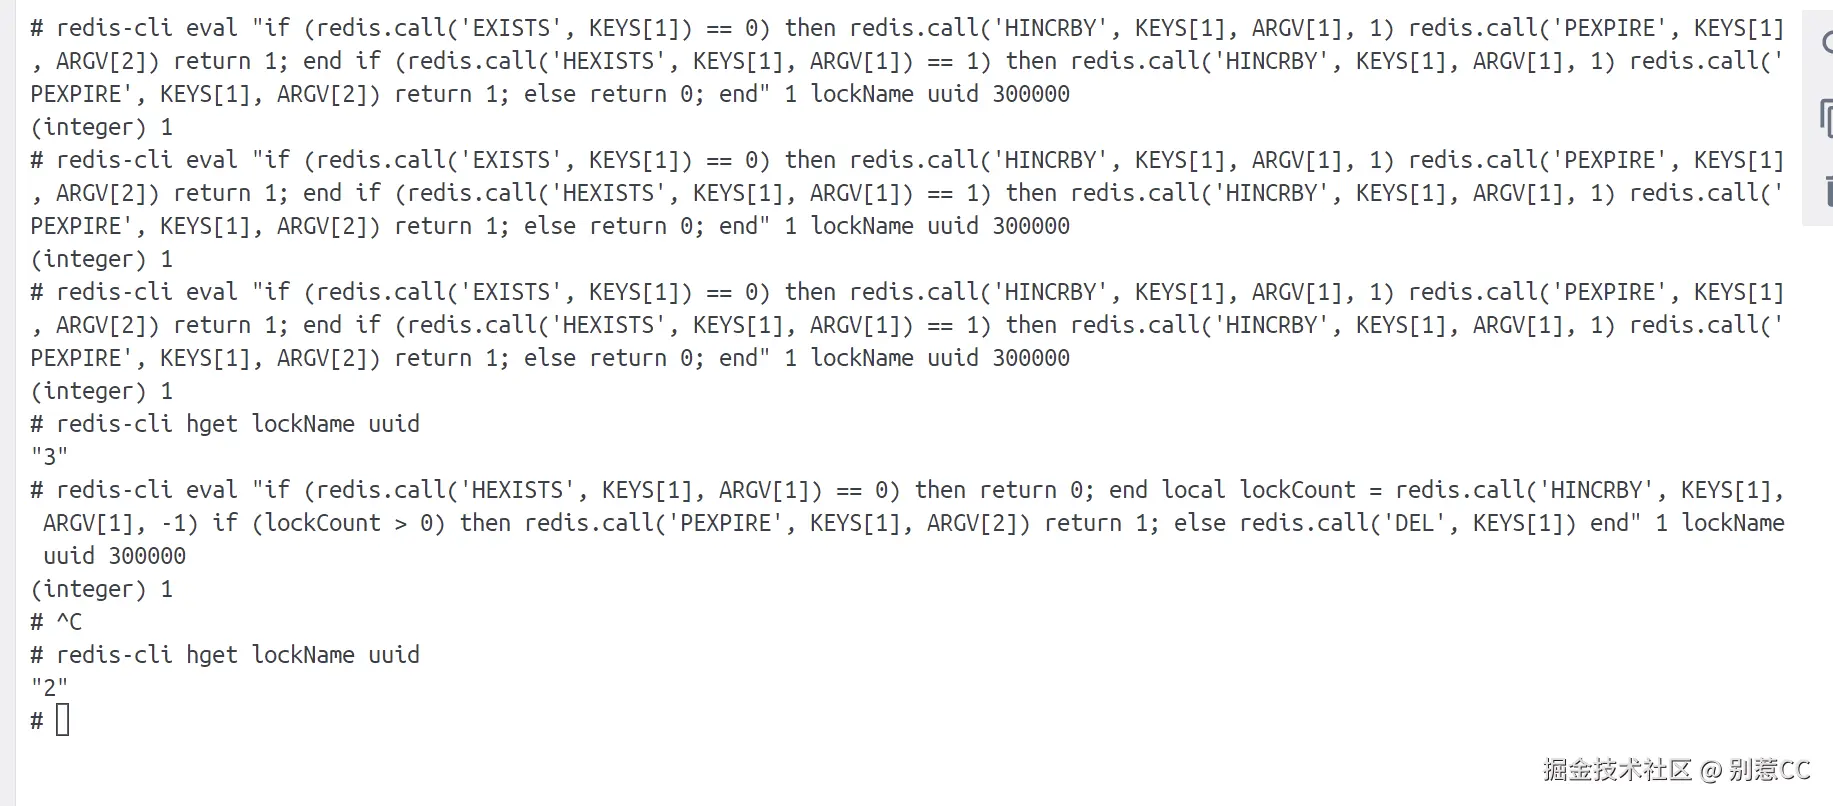 # redis-cli eval "if (redis.call('EXISTS', KEYS[1]) == 0) then redis.call('HINCRBY', KEYS[1], ARGV[1], 1) redis.call('PEXPIRE', KEYS[1]
, ARGV[2]) return 1; end if (redis.call('HEXISTS', KEYS[1], ARGV[1]) == 1) then redis.call('HINCRBY', KEYS[1], ARGV[1], 1) redis.call('
PEXPIRE', KEYS[1], ARGV[2]) return 1; else return 0; end" 1 lockName uuid 300000
(integer) 1
# redis-cli eval "if (redis.call('EXISTS', KEYS[1]) == 0) then redis.call('HINCRBY', KEYS[1], ARGV[1], 1) redis.call('PEXPIRE', KEYS[1]
, ARGV[2]) return 1; end if (redis.call('HEXISTS', KEYS[1], ARGV[1]) == 1) then redis.call('HINCRBY', KEYS[1], ARGV[1], 1) redis.call('
PEXPIRE', KEYS[1], ARGV[2]) return 1; else return 0; end" 1 lockName uuid 300000
(integer) 1
# redis-cli eval "if (redis.call('EXISTS', KEYS[1]) == 0) then redis.call('HINCRBY', KEYS[1], ARGV[1], 1) redis.call('PEXPIRE', KEYS[1]
, ARGV[2]) return 1; end if (redis.call('HEXISTS', KEYS[1], ARGV[1]) == 1) then redis.call('HINCRBY', KEYS[1], ARGV[1], 1) redis.call('
PEXPIRE', KEYS[1], ARGV[2]) return 1; else return 0; end" 1 lockName uuid 300000
(integer) 1
# redis-cli hget lockName uuid
"3"
# redis-cli eval "if (redis.call('HEXISTS', KEYS[1], ARGV[1]) == 0) then return 0; end local lockCount = redis.call('HINCRBY', KEYS[1],
ARGV[1], -1) if (lockCount > 0) then redis.call('PEXPIRE', KEYS[1], ARGV[2]) return 1; else redis.call('DEL', KEYS[1]) end" 1 lockName
uuid 300000
(integer) 1
# ^C
# redis-cli hget lockName uuid
"2"
#
掘金技术社区 @ 别惹CC